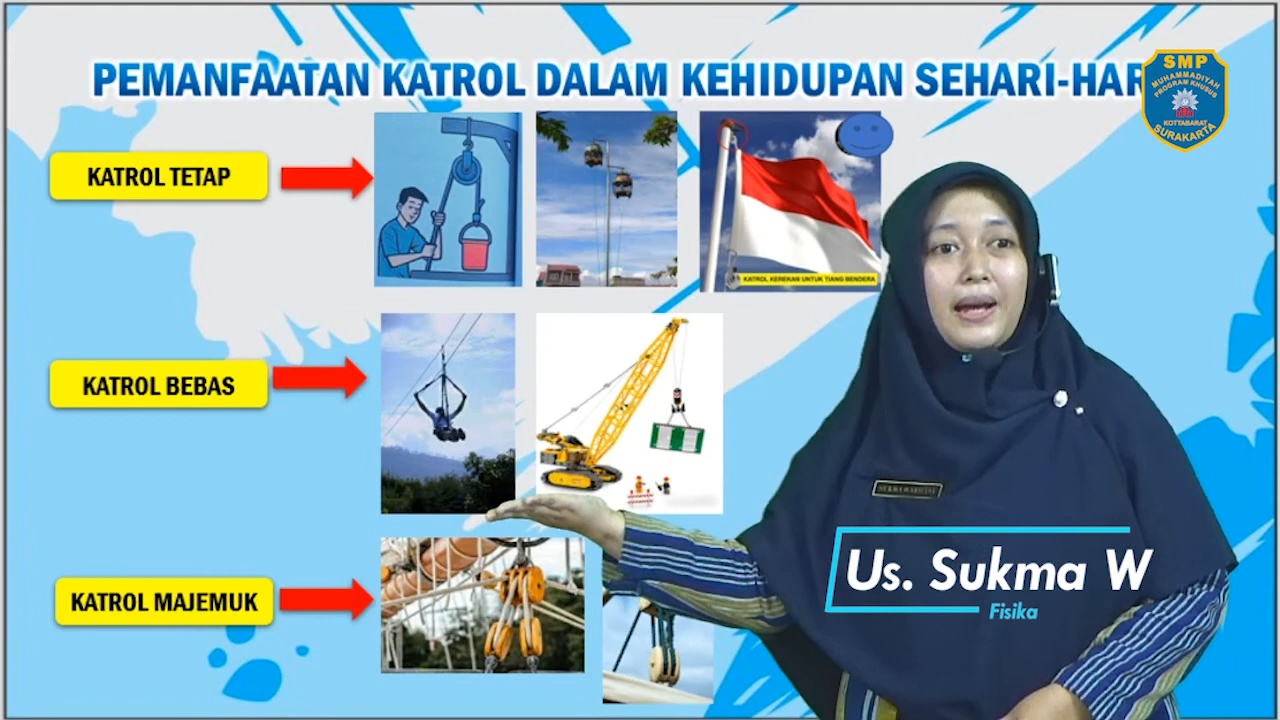 PEMANFAATAN KATROL DALAM KEHIDUPAN SEHARI-HAR
SMP
MUHAMMADIYAH
PROGRAM KHUSUS
KOTTABARAT
SURAKARTA
KATROL TETAP
KATROL KEREKAN UNTUK TIANG BENDERA
KATROL BEBAS
KATROL MAJEMUK
Us. Sukma W
Fisika